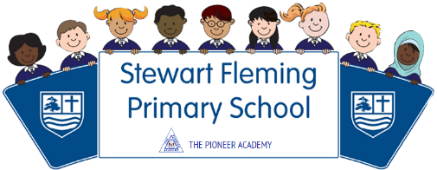 Stewart Fleming
Primary School
THE PIONEER ACADEMY